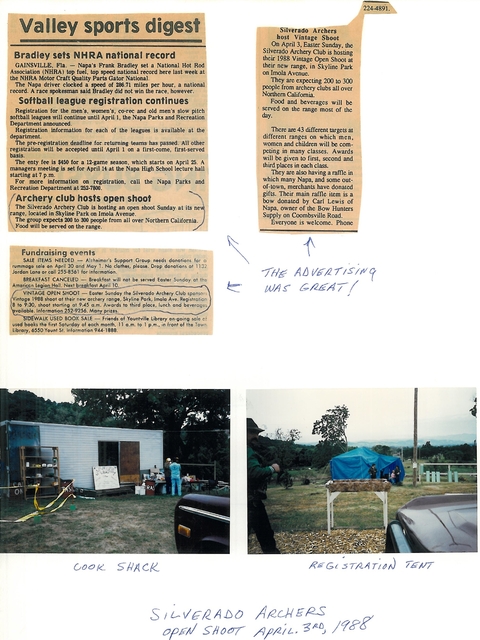 Valley sports digest
Bradley sets NHRA national record
GAINSVILLE, Fla. — Napa's Frank Bradley set a National Hot Rod
Association (NHRA) top fuel, top speed national record here last week at
the NHRA Motor Craft Quality Parts Gator National.
The Napa driver clocked a speed of 286.71 miles per hour, a national
record. A race spokesman said Bradley did not win the race, however.
Softball league registration continues
Registration for the men's, women's, co-rec and old men's slow pitch
softball leagues will continue until April 1, the Napa Parks and Recreation
Department announced.
Registration information for each of the leagues is available at the
department.
The pre-registration deadline for returning teams has passed. All other
registration will be accepted until April 1 on a first-come, first-served
basis.
The entry fee is $450 for a 12-game season, which starts on April 25. A
managers meeting is set for April 14 at the Napa High School lecture hall
starting at 7 p.m.
For more information on registration, call the Napa Parks and
Recreation Department at 253-7800.
Archery club hosts open shoot
The Silverado Archery Club is hosting an open shoot Sunday at its new
range, located in Skyline Park on Imola Avenue.
The group expects 200 to 300 people from all over Northern California.
Food will be served on the range.
224-4891.
Silverado Archers
host Vintage Shoot
On April 3, Easter Sunday, the
Silverado Archery Club is hosting
their 1988 Vintage Open Shoot at
their new range, in Skyline Park
on Imola Avenue.
They are expecting 200 to 300
people from archery clubs all over
Northern California.
Food and beverages will be
served on the range most of the
day.
There are 43 different targets at
different ranges on which men,
women and children will be com-
peting in many classes. Awards
will be given to first, second and
third places in each class.
They are also having a raffle in
which many Napa, and some out-
of-town, merchants have donated
gifts. Their main raffle item is a
bow donated by Carl Lewis of
Napa, owner of the Bow Hunters
Supply on Coombsville Road.
Everyone is welcome. Phone
Fundraising events
SALE ITEMS NEEDED — Alzheimer's Support Group needs donations for a
rummage sale on April 30 and May 1. No clothes, please. Drop donations at 1132
Jordan Lane or call 255-8361 for information.
BREAKFAST CANCELED — Breakfast will not be served Easter Sunday at the
American Legion Hall. Next breakfast April 10.
VINTAGE OPEN SHOOT — Easter Sunday the Silverado Archery Club sponsors
Vintage 1988 shoot at their new archery range, Skyline Park, Imola Ave. Registration
8 to 9:30, shoot starting at 9:45 a.m. Awards to third place, lunch and beverages
available. Information 252-9256. Many prizes.
SIDEWALK USED BOOK SALE — Friends of Yountville Library on-going sale of
used books the first Saturday of each month, 11 a.m. to 1 p.m., in front of the Town
Library, 6550 Yount St. Information 944-1888.
THE ADVERTISING
WAS GREAT!
COOK SHACK
REGISTRATION TENT
SILVERADO ARCHERS
OPEN SHOOT APRIL 3RD, 1988